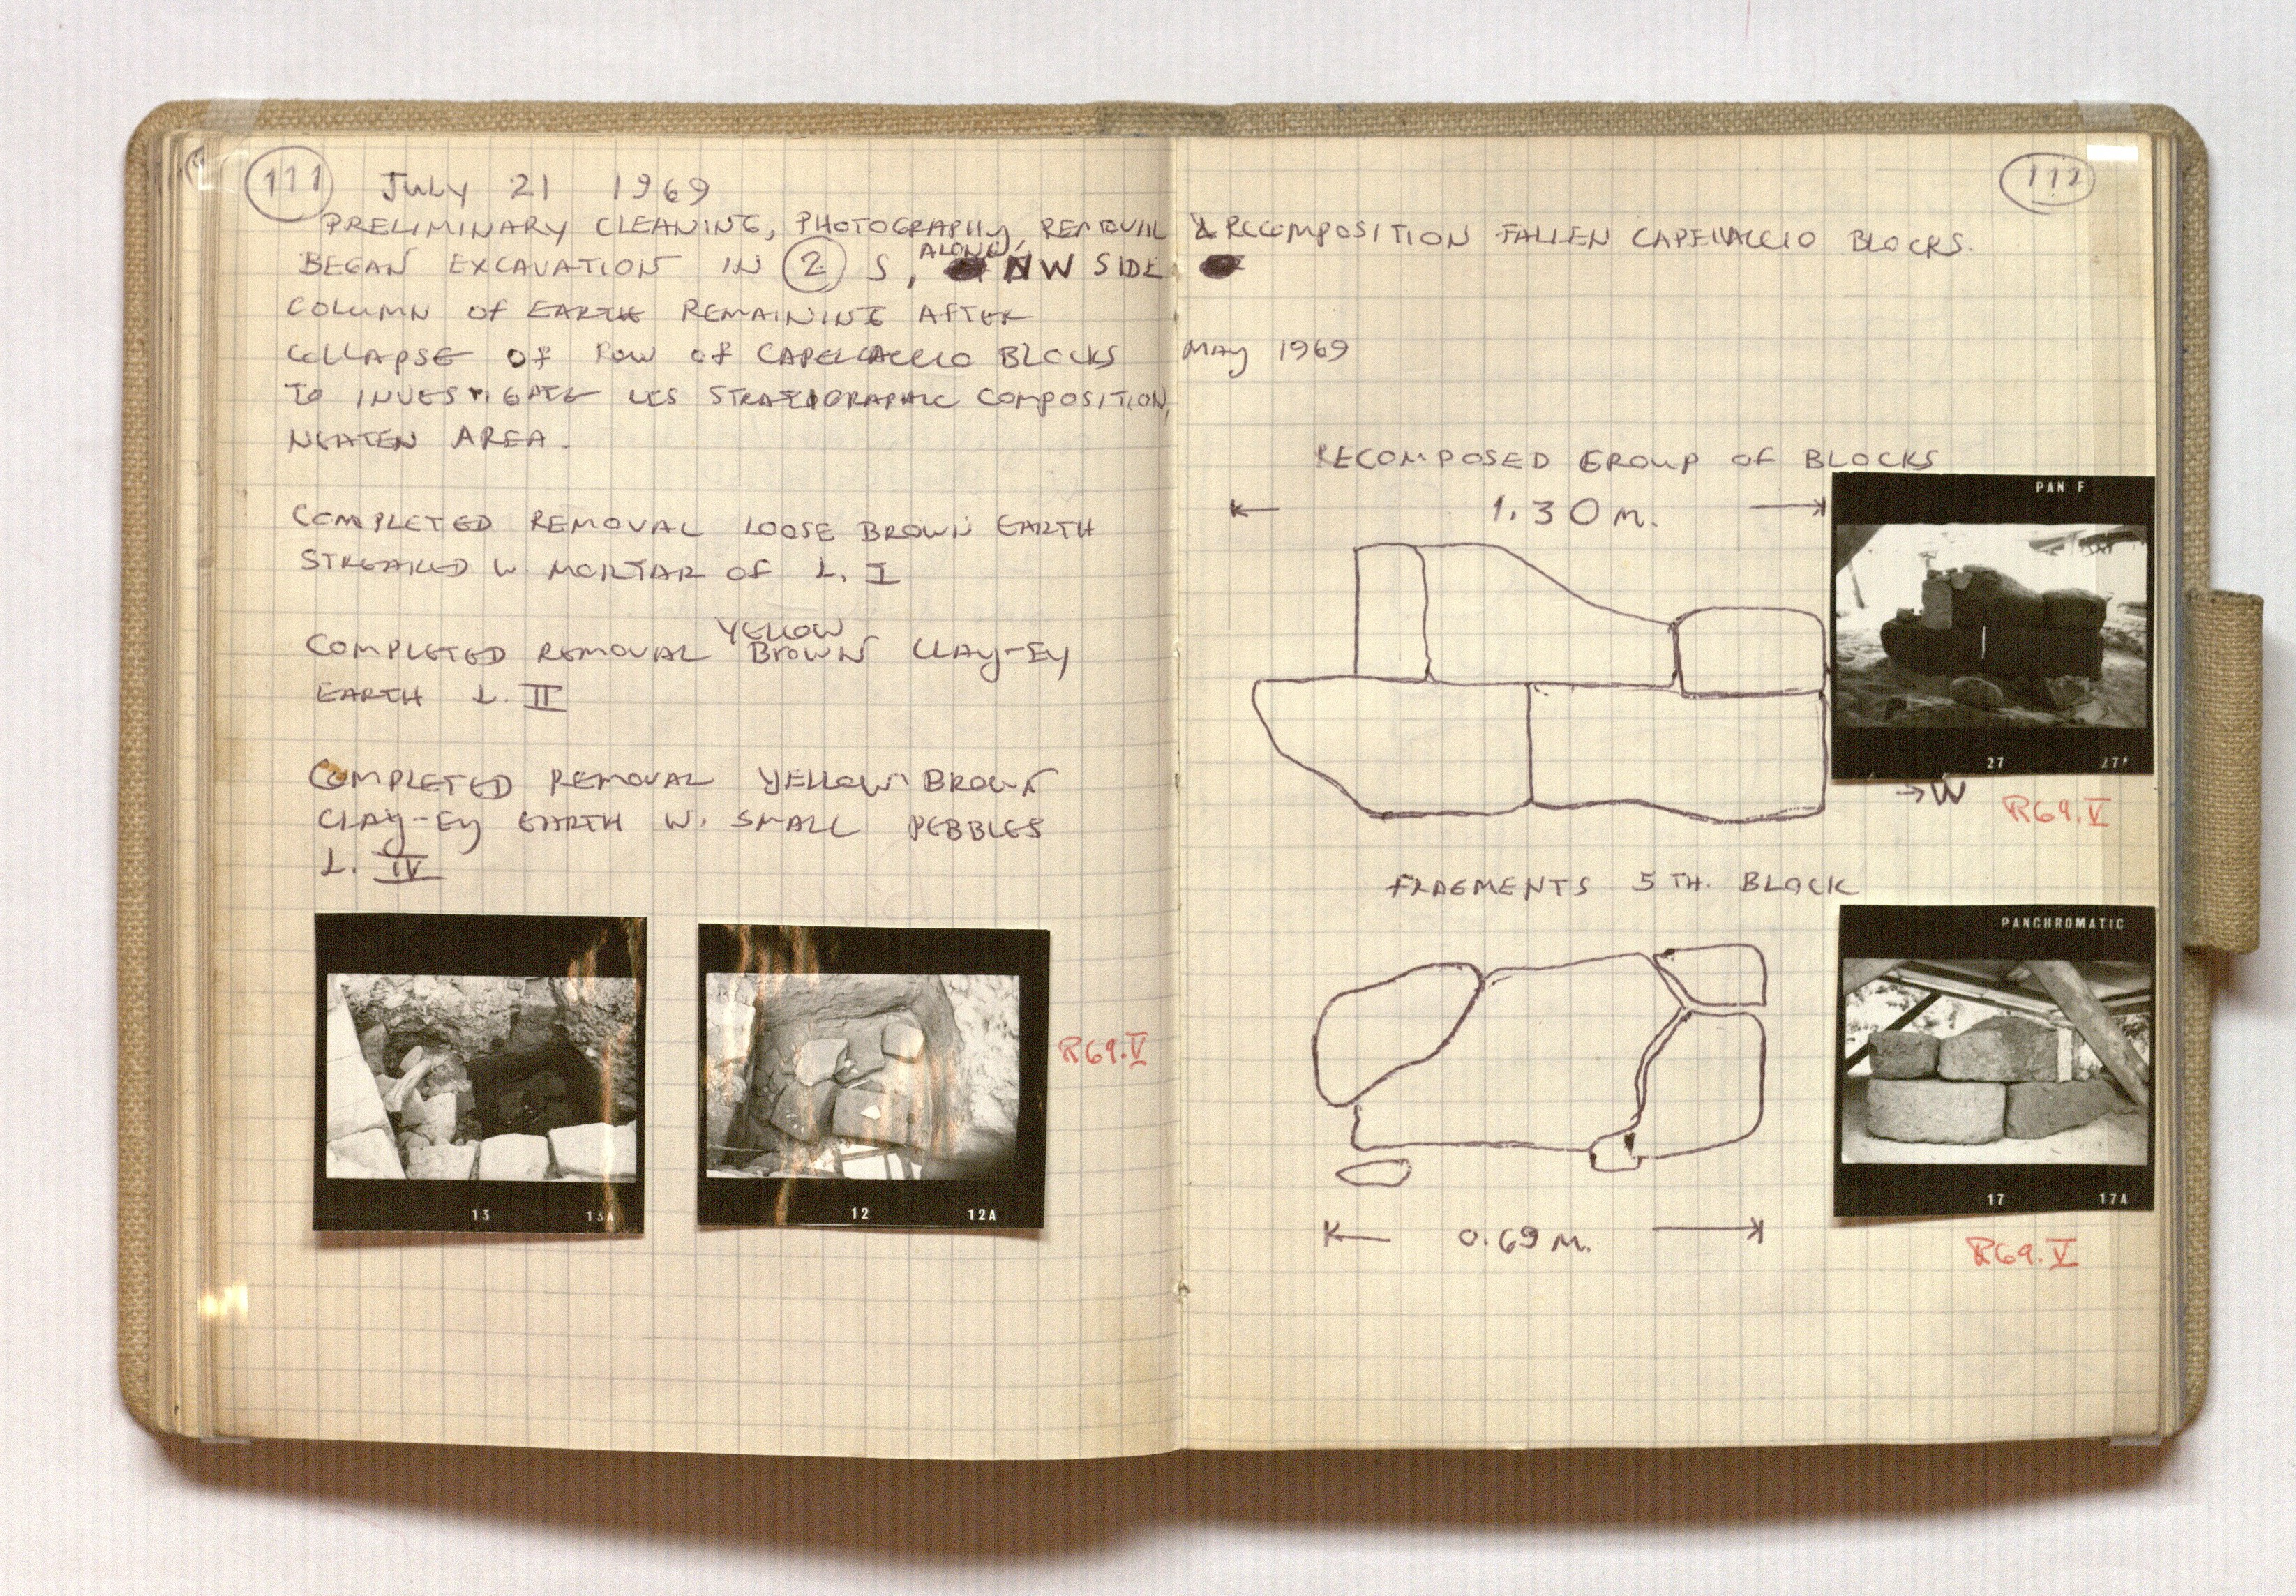 111 JULY 21 1969
PRELIMINARY CLEANING, PHOTOGRAPHY, REMOVAL & RECOMPOSITION FALLEN CAPELLACCIO BLOCKS.
BEGAN EXCAVATION IN 2 S, ALONG NW SIDE
COLUMN OF EARTH REMAINING AFTER
COLLAPSE OF ROW OF CAPELLACCIO BLOCKS MAY 1969
TO INVESTIGATE ITS STRATIGRAPHIC COMPOSITION,
NEATEN AREA.
COMPLETED REMOVAL LOOSE BROWN EARTH
STREAKED W. MORTAR OF L. I
COMPLETED REMOVAL YELLOW BROWN CLAY-EY
EARTH L. II
COMPLETED REMOVAL YELLOW BROWN
CLAY-EY EARTH W. SMALL PEBBLES
L. IV
13 13A
12 12A
R69.V
112
RECOMPOSED GROUP OF BLOCKS
1.30 M.
PAN F
27
→W
R69.V
FRAGMENTS 5TH. BLOCK
PANCHROMATIC
17 17A
0.69 M.
R69.V